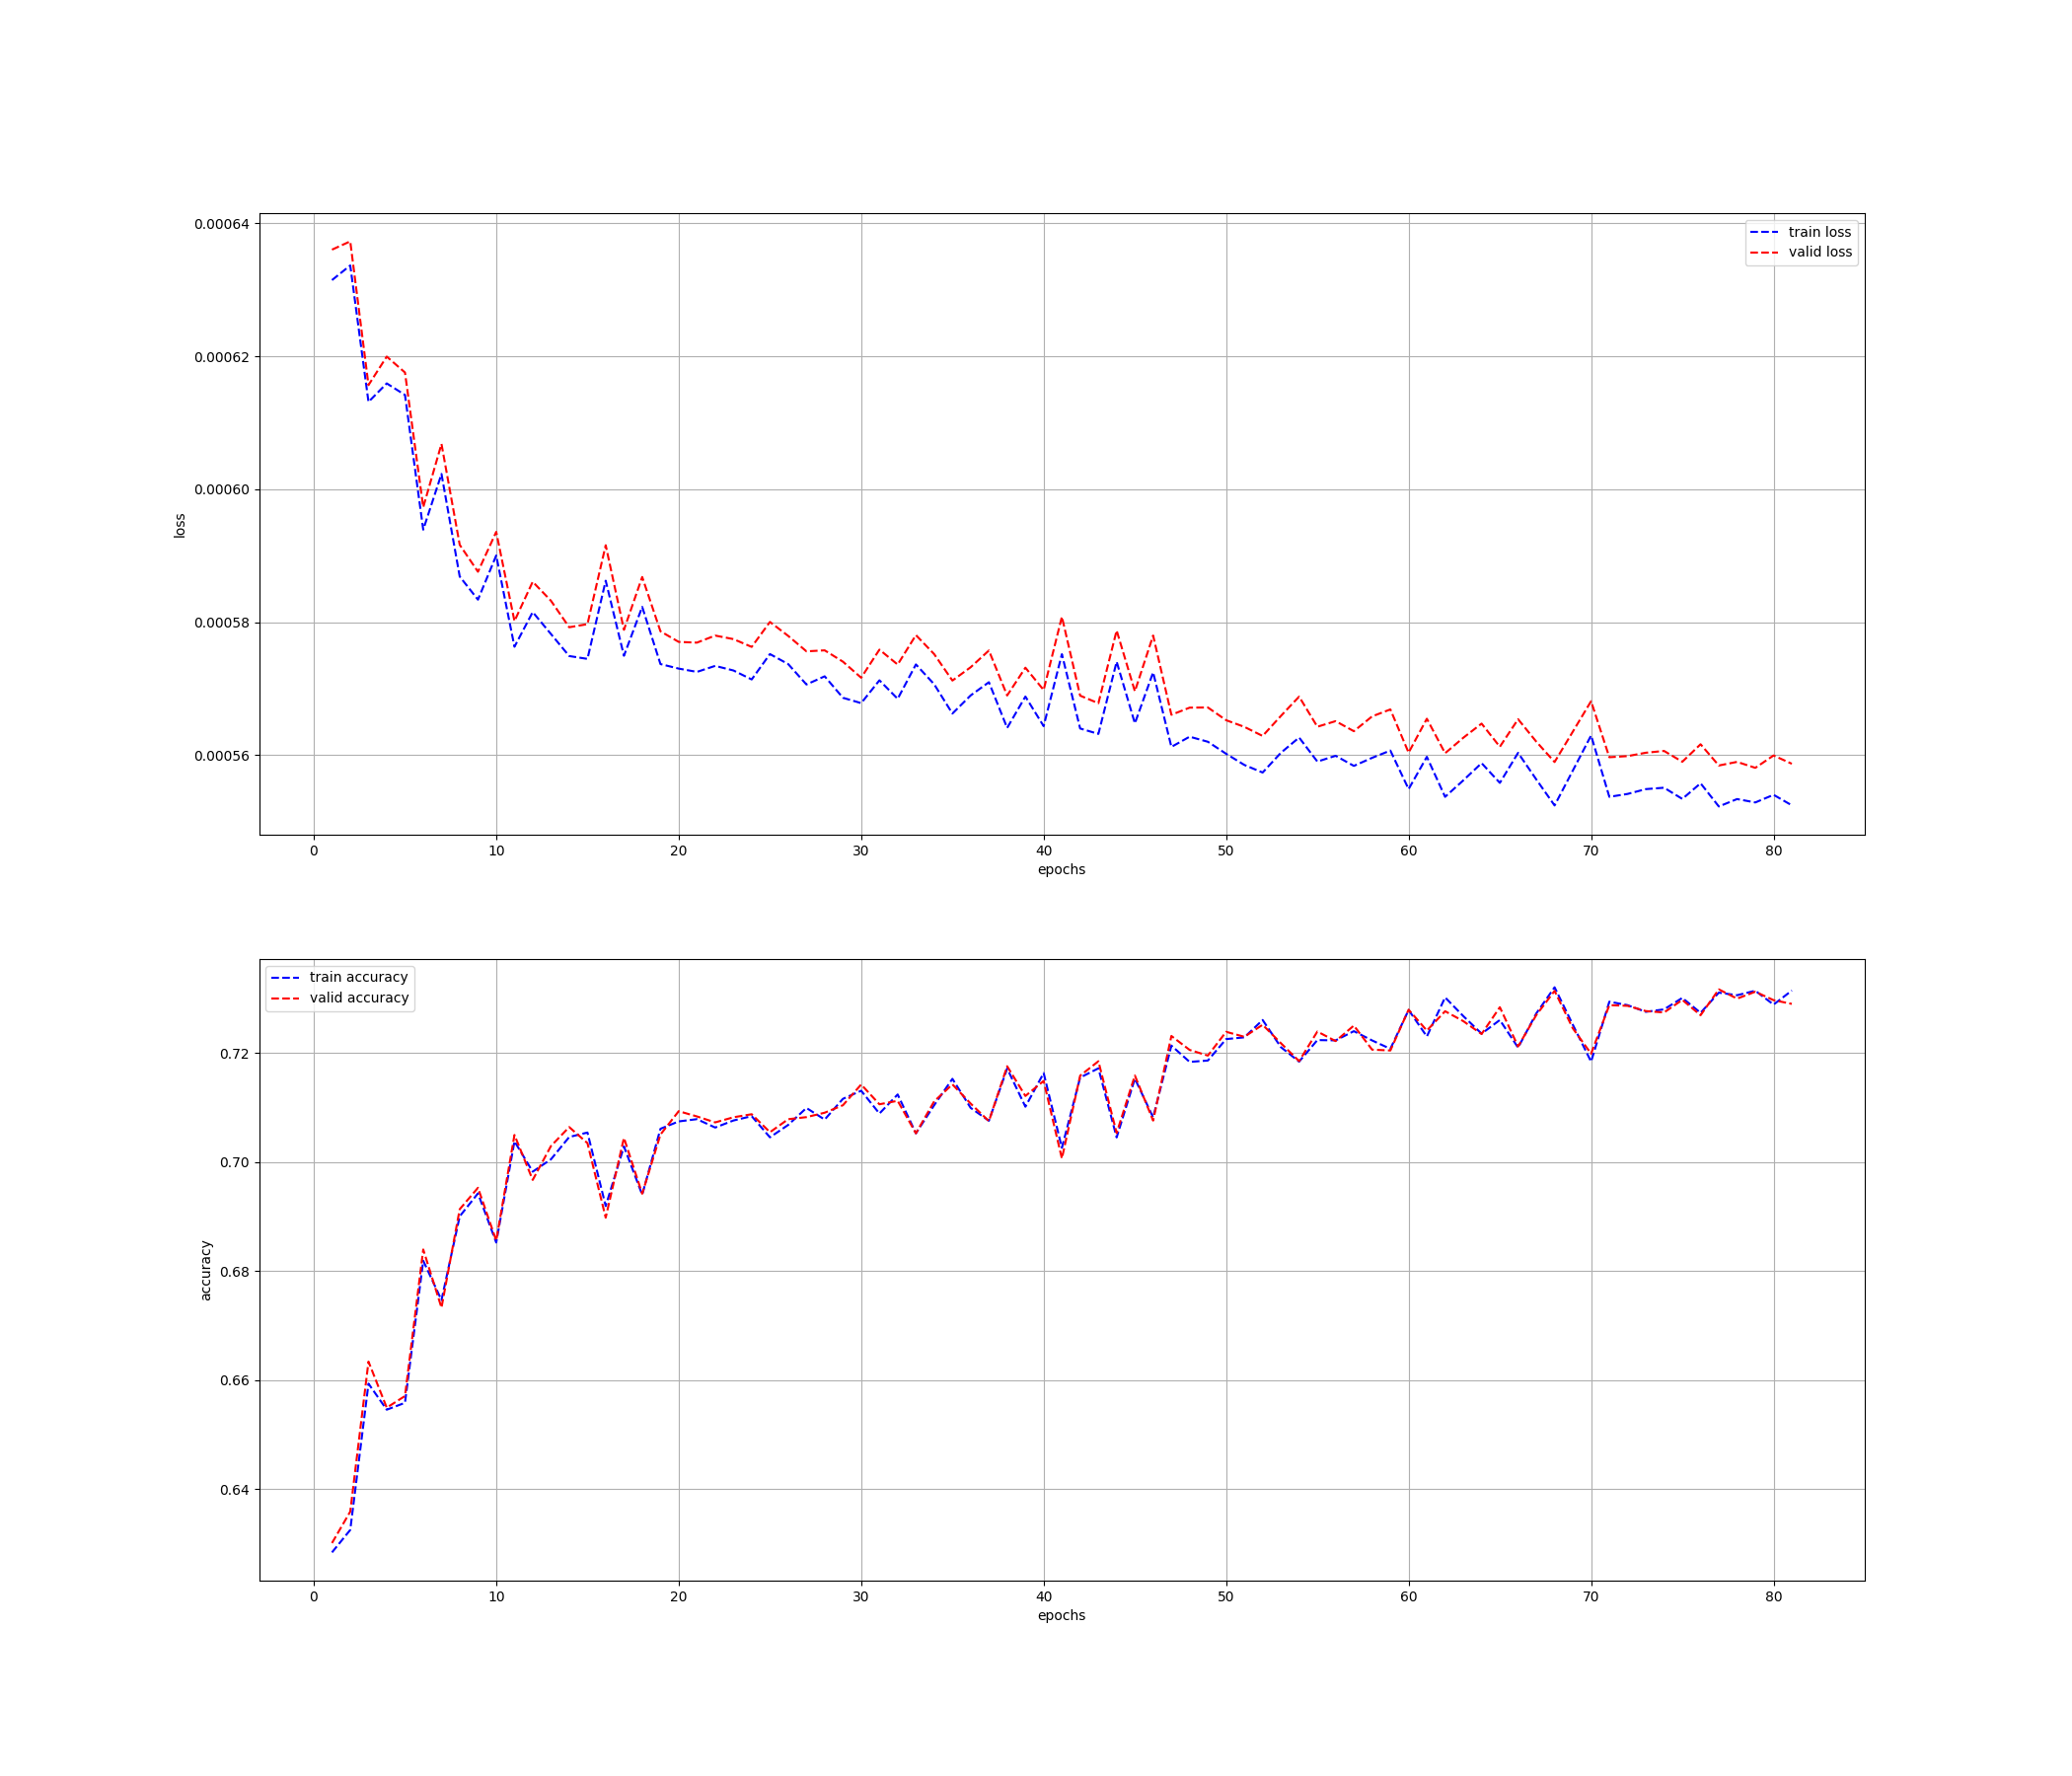 0.00064
0.00062
0.00060
0.00058
0.00056
loss
train loss
valid loss
0 10 20 30 40 50 60 70 80
epochs
train accuracy
valid accuracy
0.72
0.70
0.68
0.66
0.64
accuracy
0 10 20 30 40 50 60 70 80
epochs